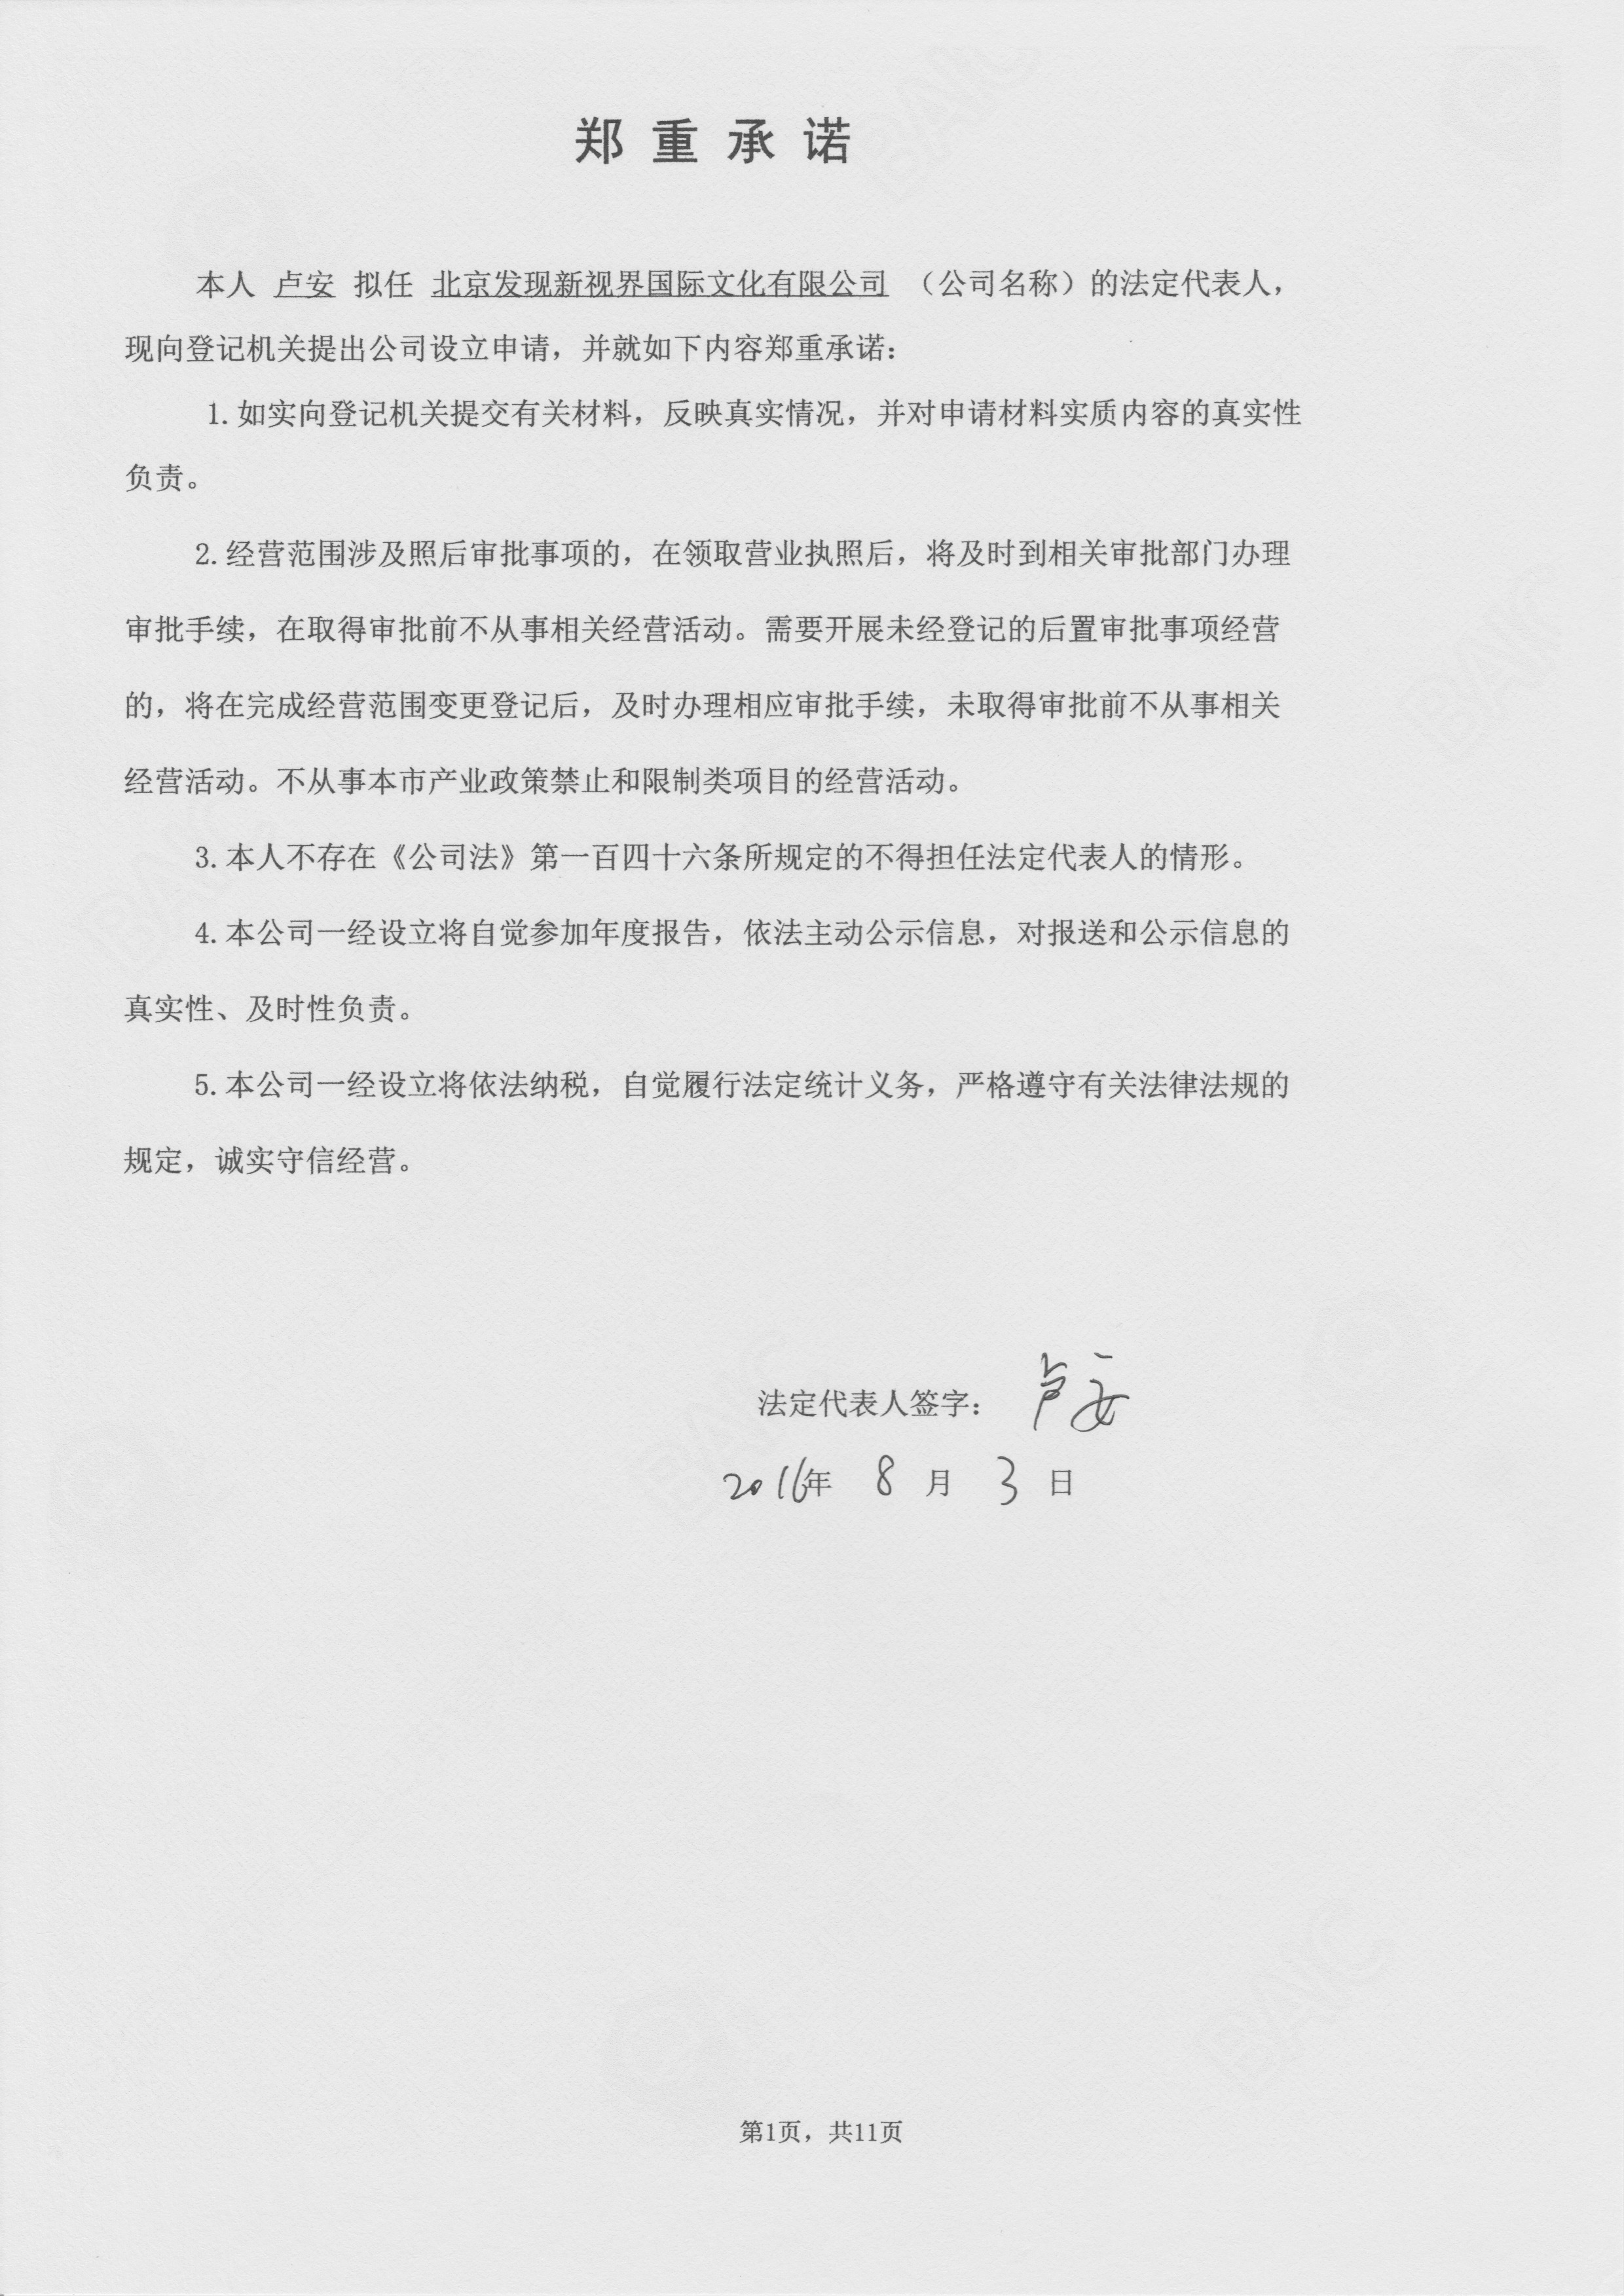 郑重承诺
本人 卢安 拟任 北京发现新视界国际文化有限公司 （公司名称）的法定代表人，
现向登记机关提出公司设立申请，并就如下内容郑重承诺：
1.如实向登记机关提交有关材料，反映真实情况，并对申请材料实质内容的真实性
负责。
2.经营范围涉及照后审批事项的，在领取营业执照后，将及时到相关审批部门办理
审批手续，在取得审批前不从事相关经营活动。需要开展未经登记的后置审批事项经营
的，将在完成经营范围变更登记后，及时办理相应审批手续，未取得审批前不从事相关
经营活动。不从事本市产业政策禁止和限制类项目的经营活动。
3.本人不存在《公司法》第一百四十六条所规定的不得担任法定代表人的情形。
4.本公司一经设立将自觉参加年度报告，依法主动公示信息，对报送和公示信息的
真实性、及时性负责。
5.本公司一经设立将依法纳税，自觉履行法定统计义务，严格遵守有关法律法规的
规定，诚实守信经营。
法定代表人签字： 卢安
2016年 8 月 3 日
第1页，共11页